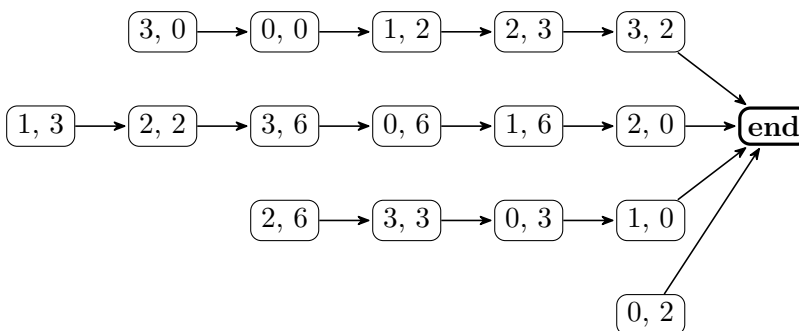 3, 0 0, 0 1, 2 2, 3 3, 2
1, 3 2, 2 3, 6 0, 6 1, 6 2, 0 end
2, 6 3, 3 0, 3 1, 0
0, 2